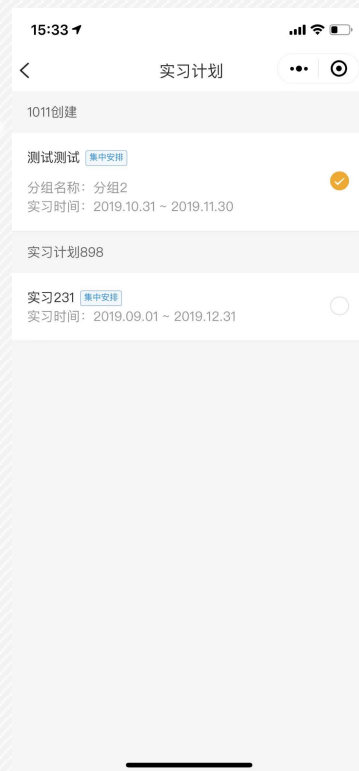 15:33
实习计划
1011创建
测试测试 集中安排
分组名称：分组2
实习时间：2019.10.31 ~ 2019.11.30
实习计划898
实习231 集中安排
实习时间：2019.09.01 ~ 2019.12.31